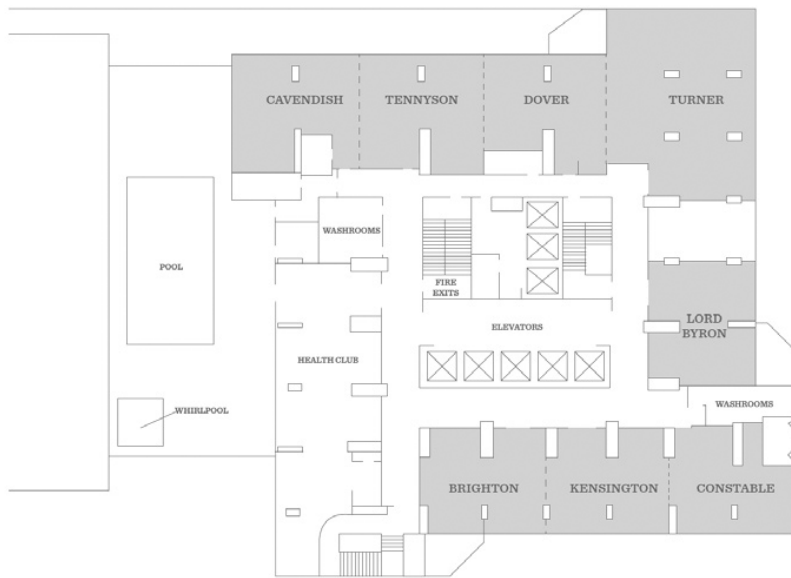 CAVENDISH
TENNYSON
DOVER
TURNER
WASHROOMS
POOL
FIRE
EXITS
ELEVATORS
LORD
BYRON
HEALTH CLUB
WHIRLPOOL
WASHROOMS
BRIGHTON
KENSINGTON
CONSTABLE